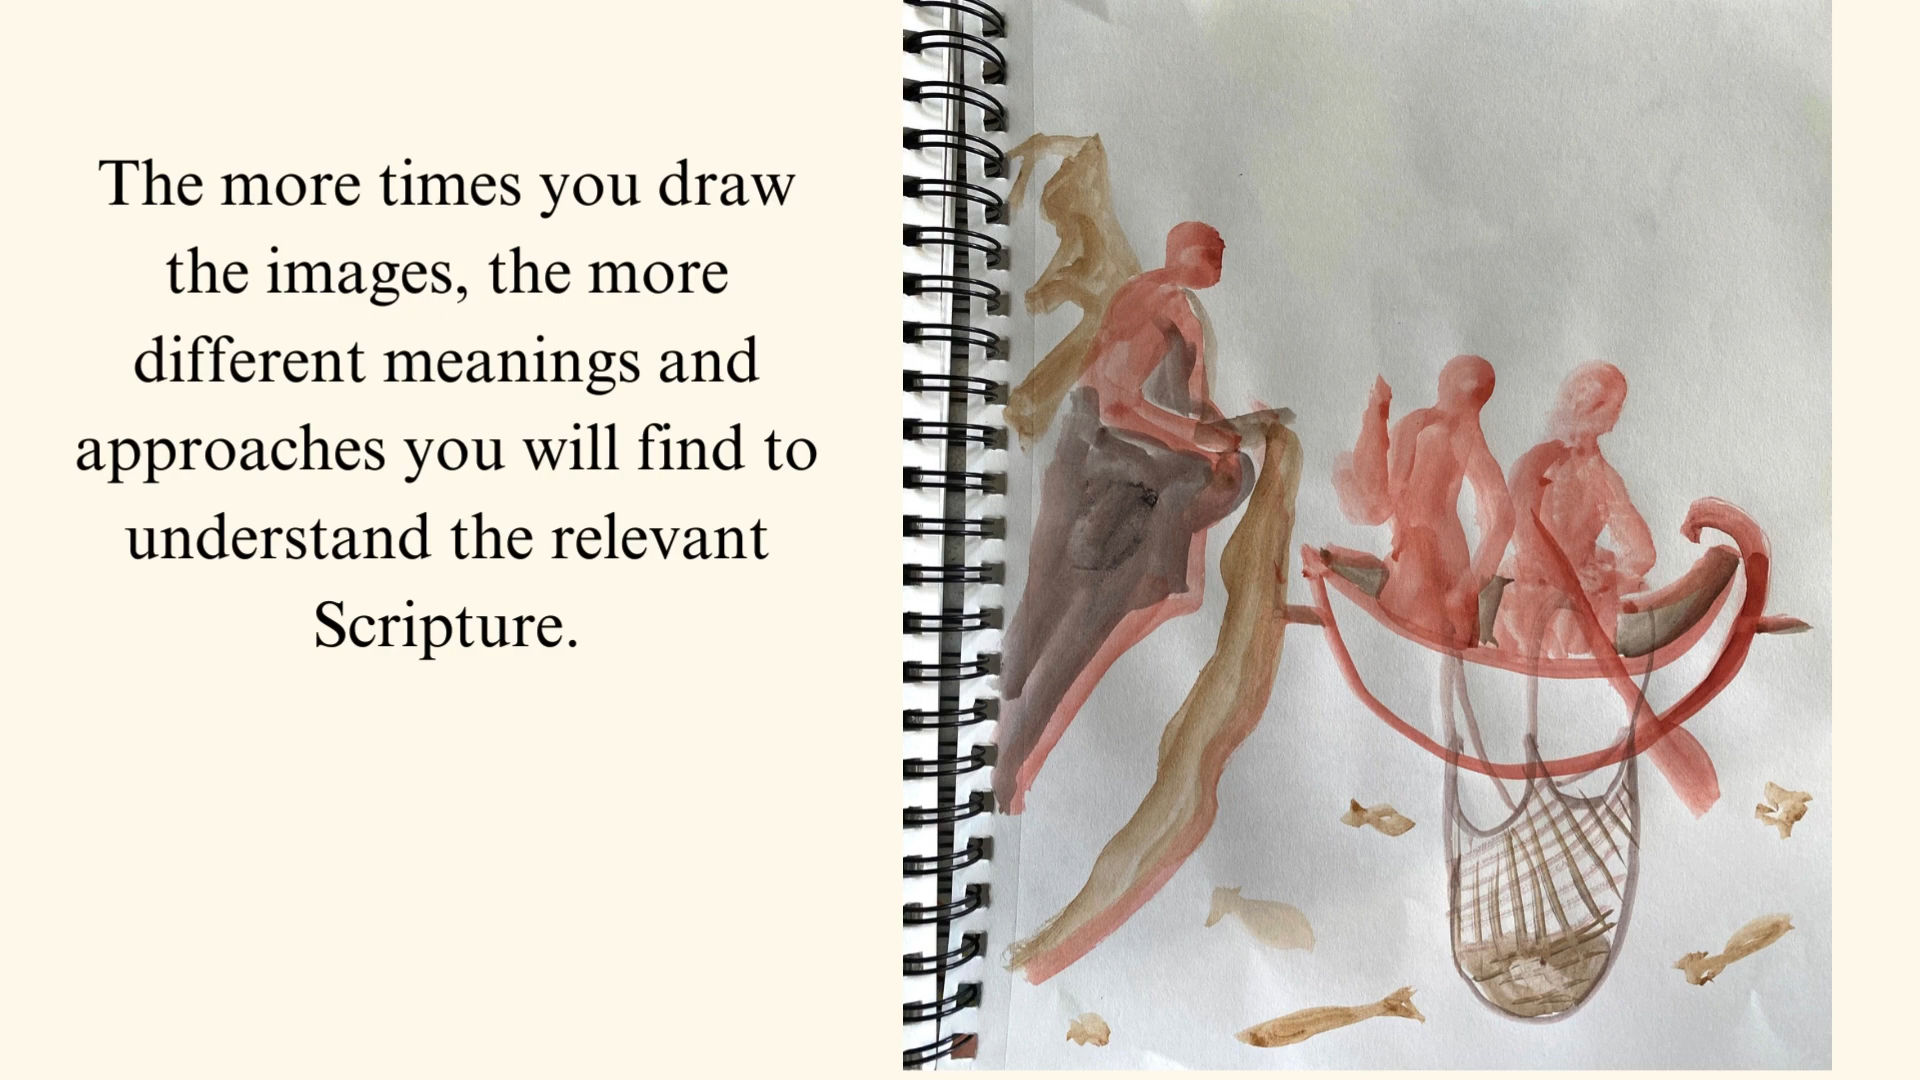 The more times you draw
the images, the more
different meanings and
approaches you will find to
understand the relevant
Scripture.